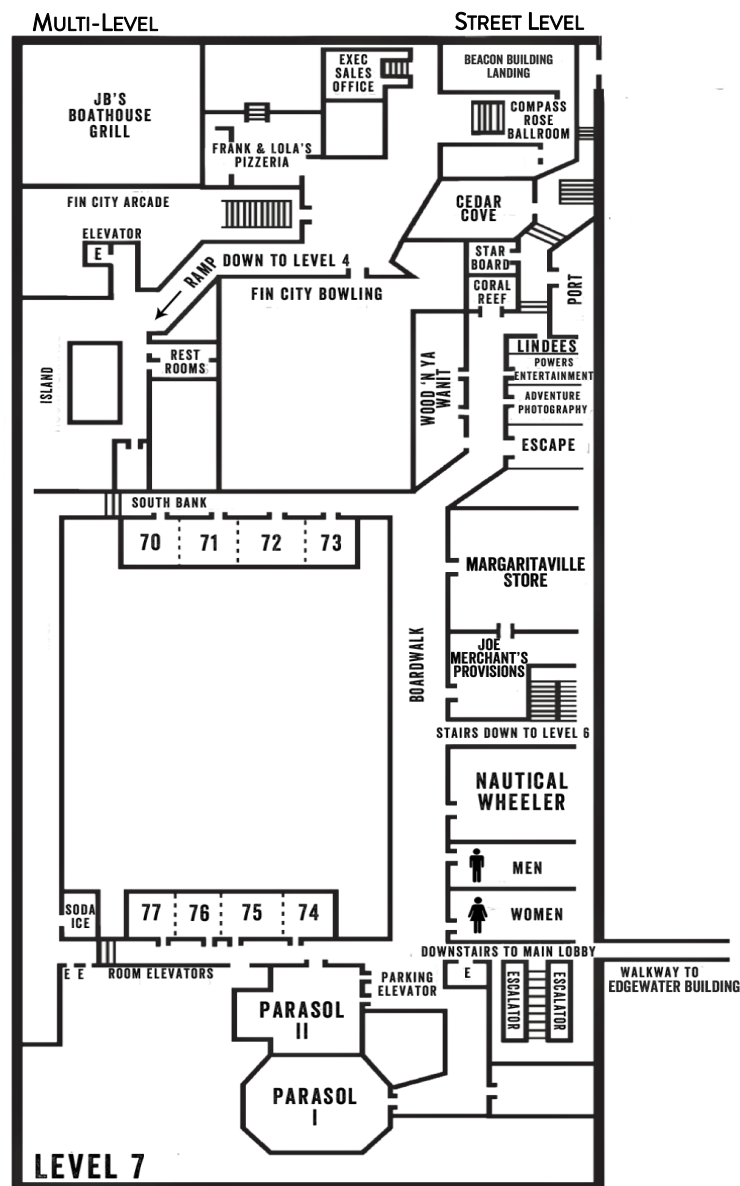 MULTI-LEVEL
STREET LEVEL
JB'S
BOATHOUSE
GRILL
EXEC
SALES
OFFICE
BEACON BUILDING
LANDING
COMPASS
ROSE
BALLROOM
FRANK & LOLA'S
PIZZERIA
FIN CITY ARCADE
CEDAR
COVE
ELEVATOR
E
DOWN TO LEVEL 4
RAMP
STAR
BOARD
FIN CITY BOWLING
CORAL
REEF
PORT
ISLAND
REST
ROOMS
WOOD 'N YA
WANIT
LINDEES
POWERS
ENTERTAINMENT
ADVENTURE
PHOTOGRAPHY
ESCAPE
SOUTH BANK
70
71
72
73
MARGARITAVILLE
STORE
BOARDWALK
JOE
MERCHANT'S
PROVISIONS
STAIRS DOWN TO LEVEL 6
NAUTICAL
WHEELER
MEN
WOMEN
SODA
ICE
77
76
75
74
DOWNSTAIRS TO MAIN LOBBY
E E
ROOM ELEVATORS
PARKING
ELEVATOR
E
ESCALATOR
ESCALATOR
WALKWAY TO
EDGEWATER BUILDING
PARASOL
II
PARASOL
I
LEVEL 7